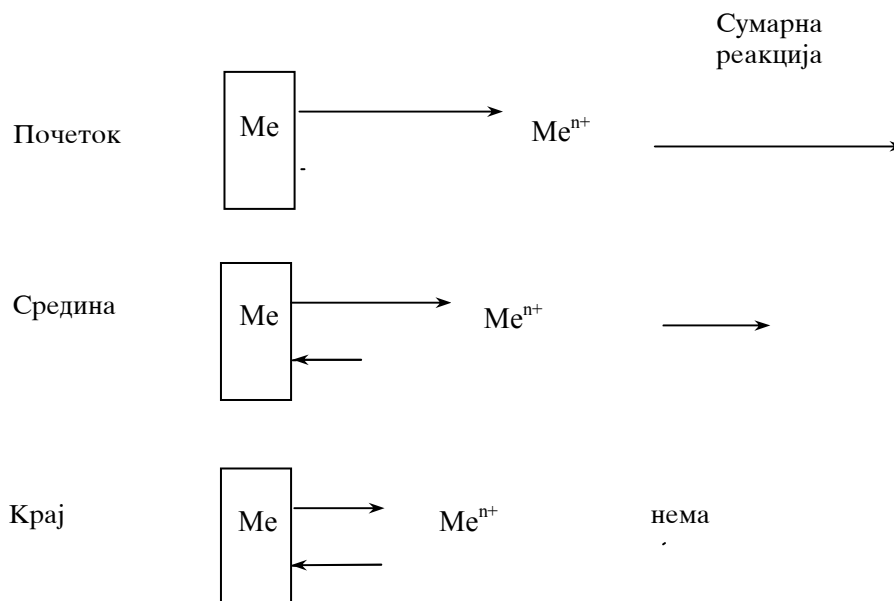 Сумарна
реакција
Почеток
Me
Me^{n+}
Средина
Me
Me^{n+}
Крај
Me
Me^{n+}
нема